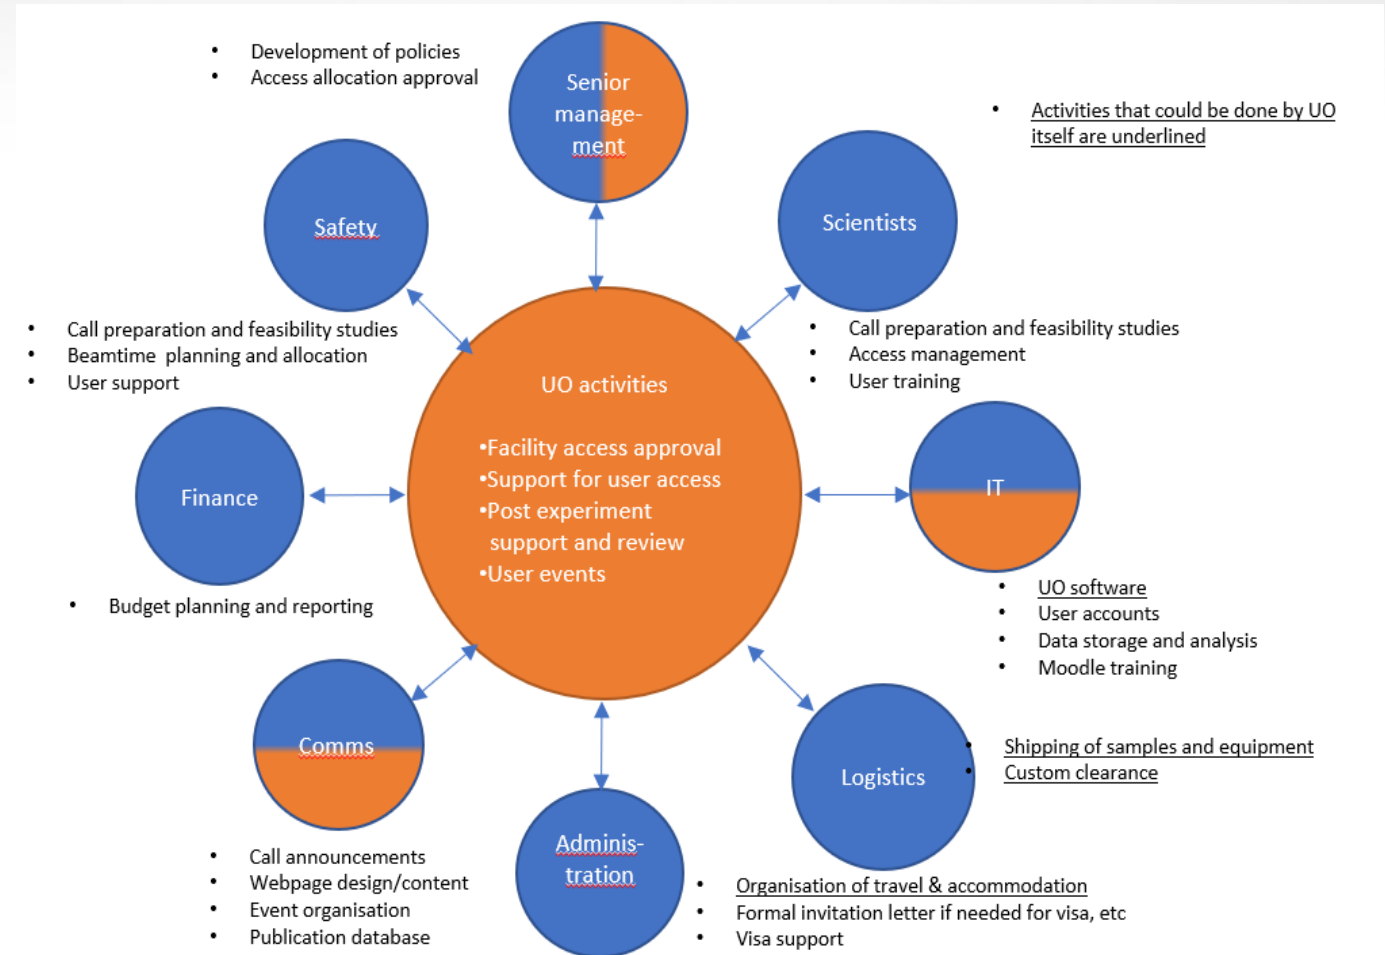 • Development of policies
• Access allocation approval
Senior
manage-
ment
• Activities that could be done by UO
itself are underlined
Safety
Scientists
• Call preparation and feasibility studies
• Beamtime planning and allocation
• User support
• Call preparation and feasibility studies
• Access management
• User training
UO activities
•Facility access approval
•Support for user access
•Post experiment
support and review
•User events
Finance
IT
• Budget planning and reporting
• UO software
• User accounts
• Data storage and analysis
• Moodle training
Comms
Logistics
• Shipping of samples and equipment
• Custom clearance
Adminis-
tration
• Call announcements
• Webpage design/content
• Event organisation
• Publication database
• Organisation of travel & accommodation
• Formal invitation letter if needed for visa, etc
• Visa support